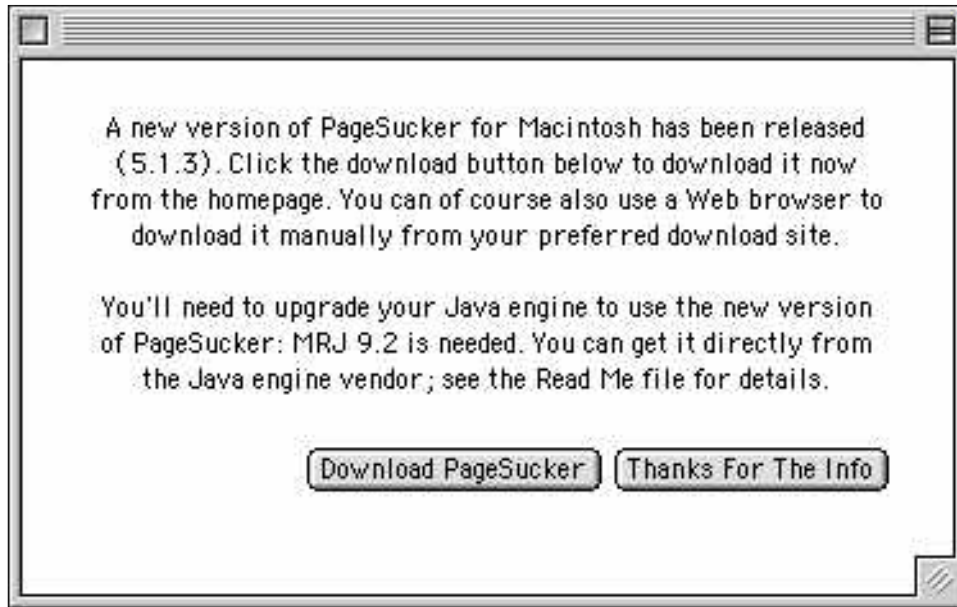 A new version of PageSucker for Macintosh has been released
(5.1.3). Click the download button below to download it now
from the homepage. You can of course also use a Web browser to
download it manually from your preferred download site.
You'll need to upgrade your Java engine to use the new version
of PageSucker: MRJ 9.2 is needed. You can get it directly from
the Java engine vendor; see the Read Me file for details.
Download PageSucker Thanks For The Info